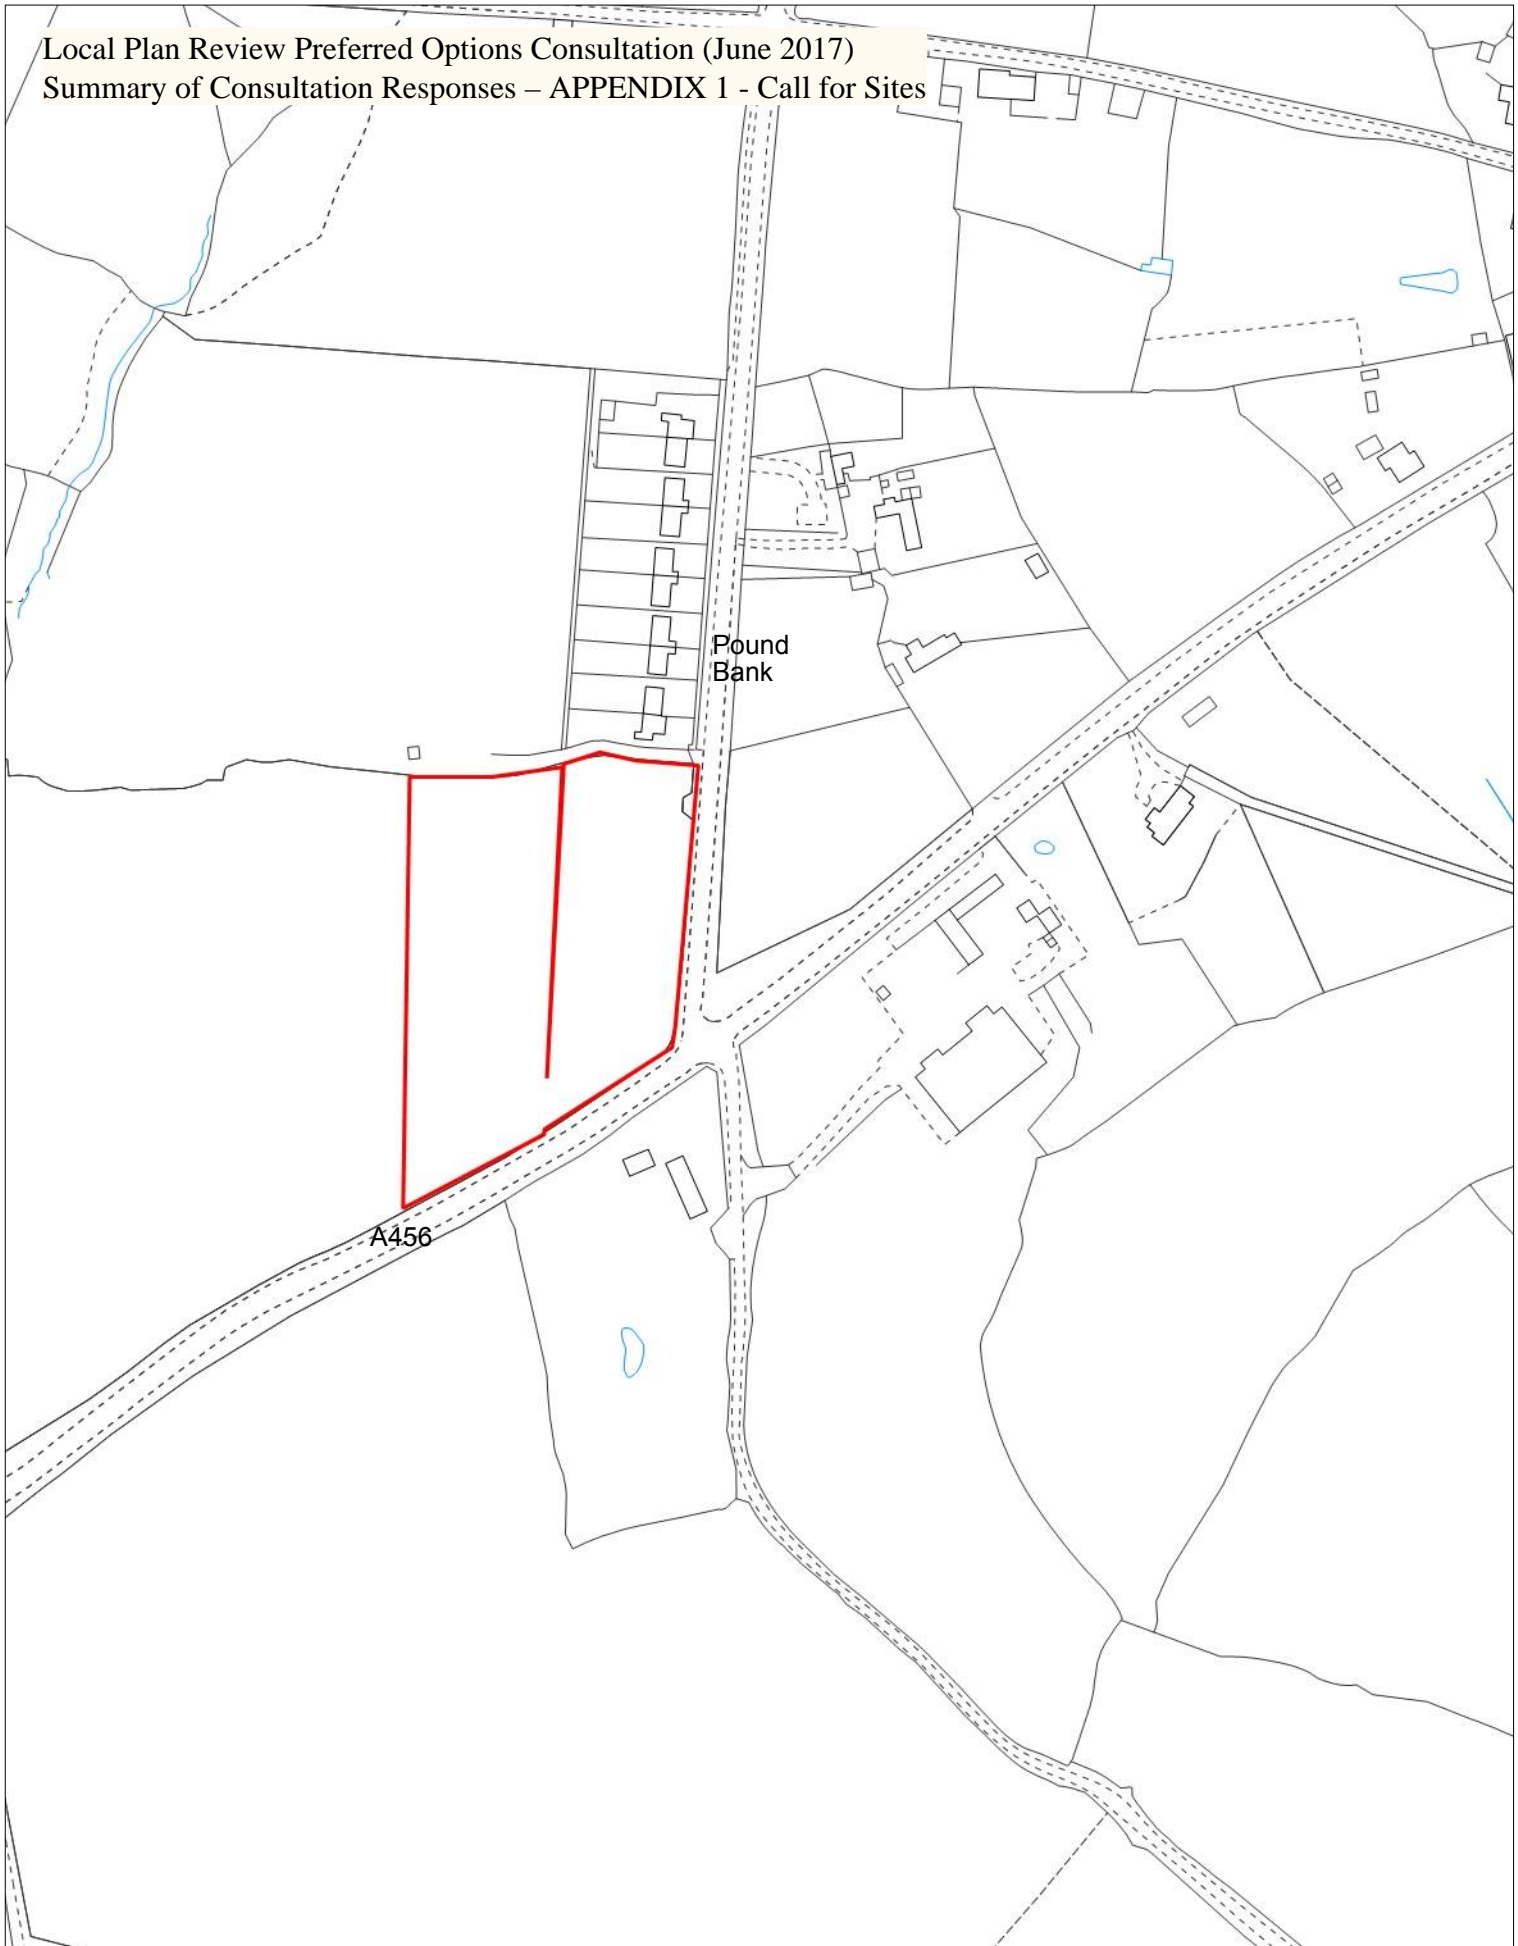 Local Plan Review Preferred Options Consultation (June 2017)
Summary of Consultation Responses – APPENDIX 1 - Call for Sites
Pound
Bank
A456